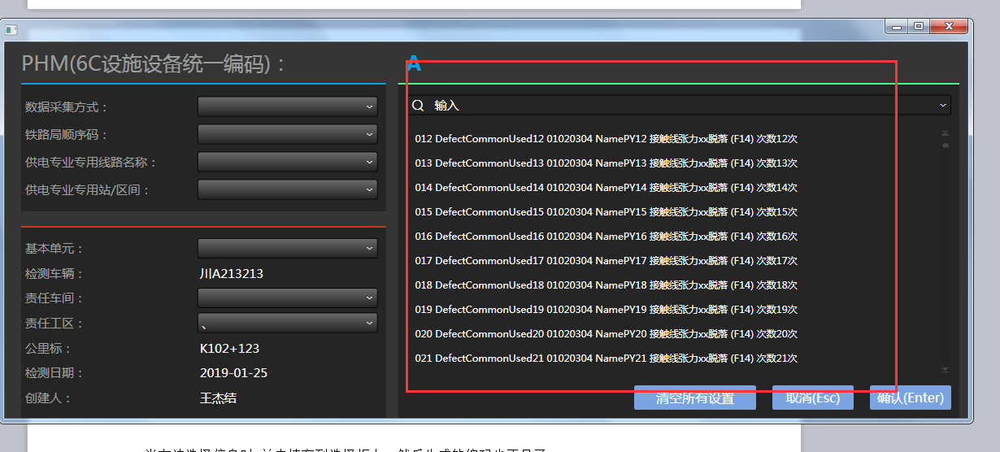 PHM(6C设施设备统一编码)：
A
数据采集方式：
铁路局顺序码：
供电专业专用线路名称：
供电专业专用站/区间：
基本单元：
检测车辆： 川A213213
责任车间：
责任工区： 、
公里标： K102+123
检测日期： 2019-01-25
创建人： 王杰结
输入
012 DefectCommonUsed12 01020304 NamePY12 接触线张力xx脱落 (F14) 次数12次
013 DefectCommonUsed13 01020304 NamePY13 接触线张力xx脱落 (F14) 次数13次
014 DefectCommonUsed14 01020304 NamePY14 接触线张力xx脱落 (F14) 次数14次
015 DefectCommonUsed15 01020304 NamePY15 接触线张力xx脱落 (F14) 次数15次
016 DefectCommonUsed16 01020304 NamePY16 接触线张力xx脱落 (F14) 次数16次
017 DefectCommonUsed17 01020304 NamePY17 接触线张力xx脱落 (F14) 次数17次
018 DefectCommonUsed18 01020304 NamePY18 接触线张力xx脱落 (F14) 次数18次
019 DefectCommonUsed19 01020304 NamePY19 接触线张力xx脱落 (F14) 次数19次
020 DefectCommonUsed20 01020304 NamePY20 接触线张力xx脱落 (F14) 次数20次
021 DefectCommonUsed21 01020304 NamePY21 接触线张力xx脱落 (F14) 次数21次
清空所有设置 取消(Esc) 确认(Enter)